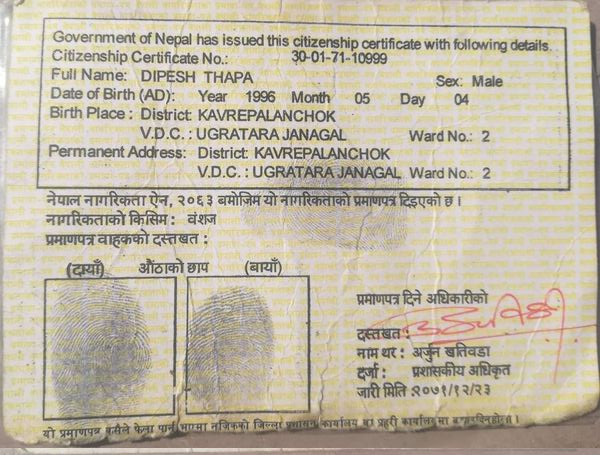 Government of Nepal has issued this citizenship certificate with following details.
Citizenship Certificate No.: 30-01-71-10999
Full Name: DIPESH THAPA Sex: Male
Date of Birth (AD): Year 1996 Month 05 Day 04
Birth Place : District: KAVREPALANCHOK
V.D.C. : UGRATARA JANAGAL Ward No.: 2
Permanent Address: District: KAVREPALANCHOK
V.D.C. : UGRATARA JANAGAL Ward No.: 2
नेपाल नागरिकता ऐन, २०६३ बमोजिम यो नागरिकताको प्रमाणपत्र दिइएको छ।
नागरिकताको किसिम : वंशज
प्रमाणपत्र वाहकको दस्तखत :
(दायाँ) औंठाको छाप (बायाँ)
प्रमाणपत्र दिने अधिकारीको
दस्तखत:
नाम थर : अर्जुन खतिवडा
दर्जा : प्रशासकीय अधिकृत
जारी मिति :२०७१/१२/२३
यो प्रमाणपत्र कसैले फेला पारे नजिकको जिल्ला प्रशासन कार्यालय वा प्रहरी कार्यालयमा